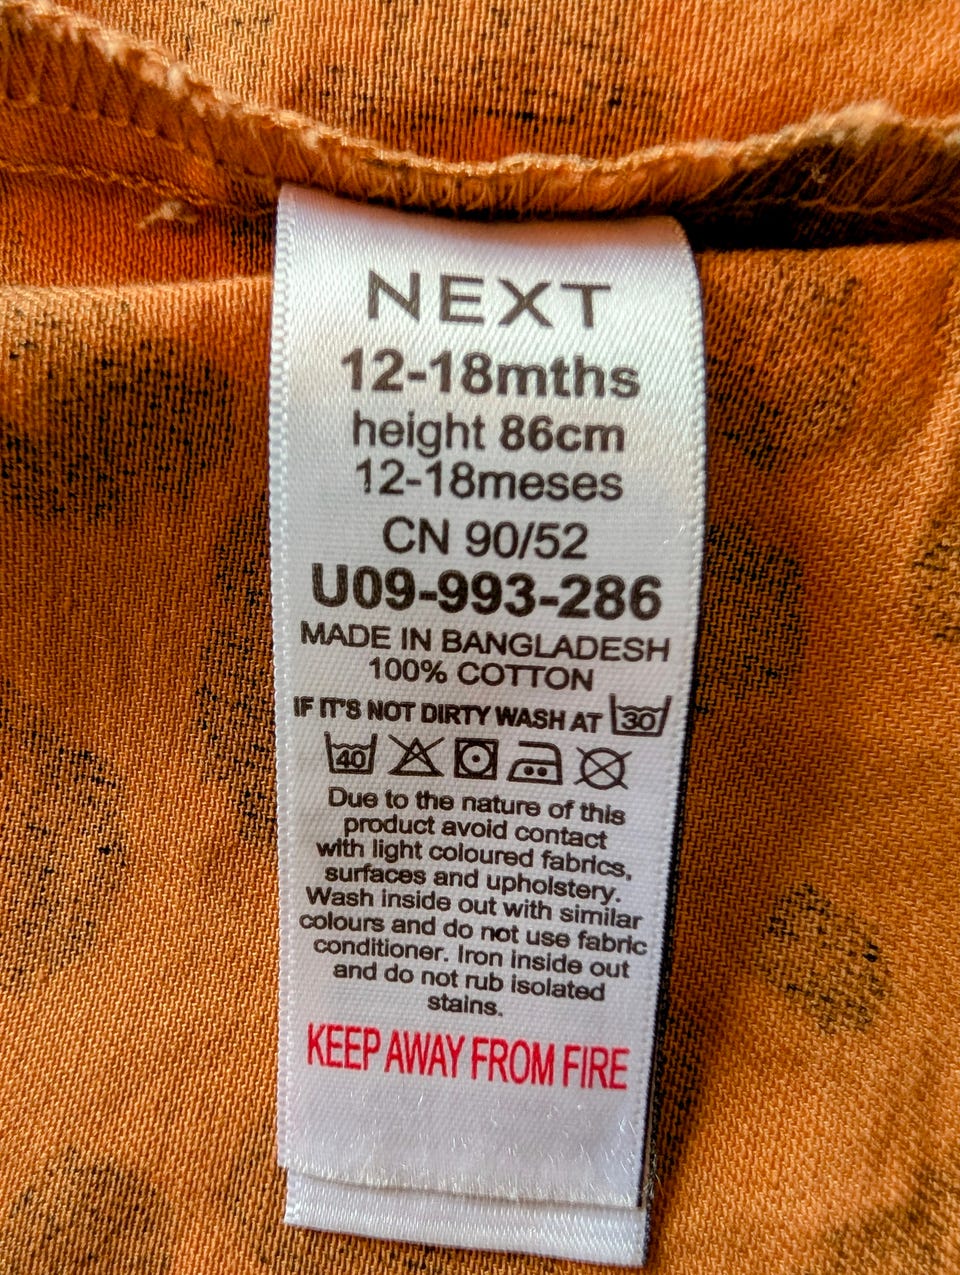 NEXT
12-18mths
height 86cm
12-18meses
CN 90/52
U09-993-286
MADE IN BANGLADESH
100% COTTON
IF IT'S NOT DIRTY WASH AT 30
40
Due to the nature of this
product avoid contact
with light coloured fabrics,
surfaces and upholstery.
Wash inside out with similar
colours and do not use fabric
conditioner. Iron inside out
and do not rub isolated
stains.
KEEP AWAY FROM FIRE